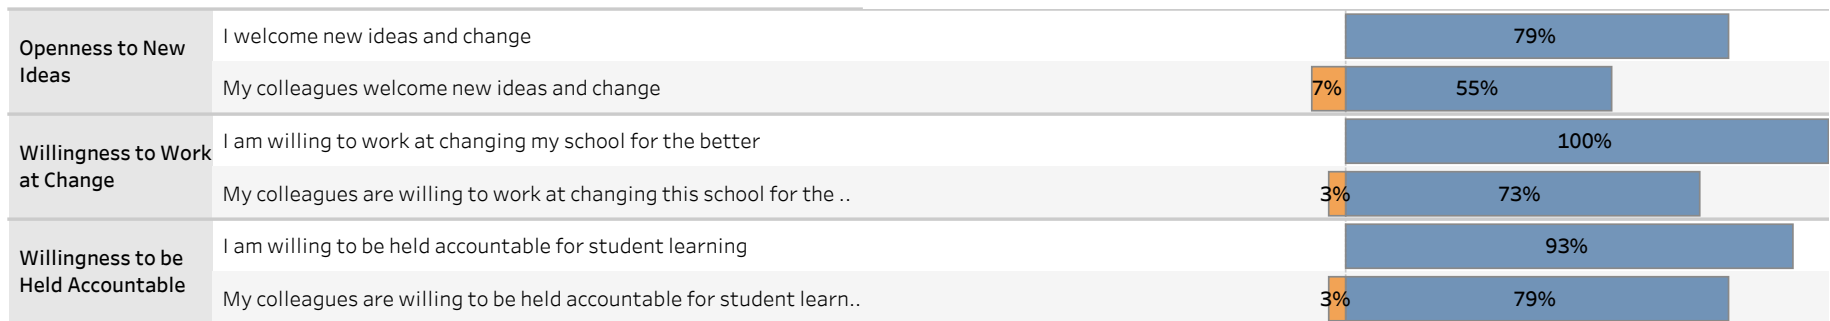 Openness to New
Ideas
I welcome new ideas and change
79%
My colleagues welcome new ideas and change
7%
55%
Willingness to Work
at Change
I am willing to work at changing my school for the better
100%
My colleagues are willing to work at changing this school for the ..
3%
73%
Willingness to be
Held Accountable
I am willing to be held accountable for student learning
93%
My colleagues are willing to be held accountable for student learn..
3%
79%